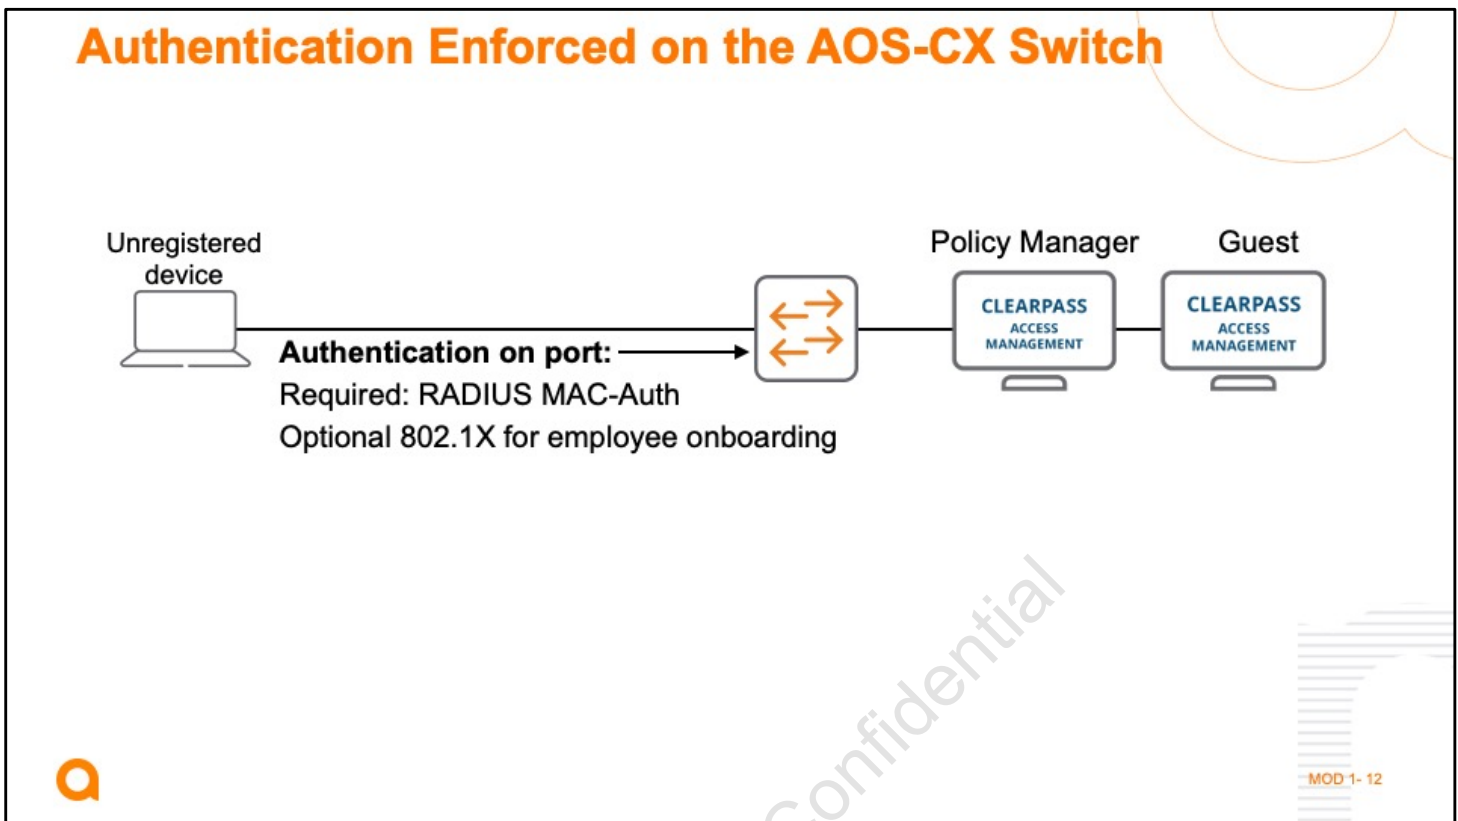 Authentication Enforced on the AOS-CX Switch
Unregistered
device
Policy Manager
Guest
CLEARPASS
ACCESS
MANAGEMENT
CLEARPASS
ACCESS
MANAGEMENT
Authentication on port:
Required: RADIUS MAC-Auth
Optional 802.1X for employee onboarding
Confidential
MOD 1- 12